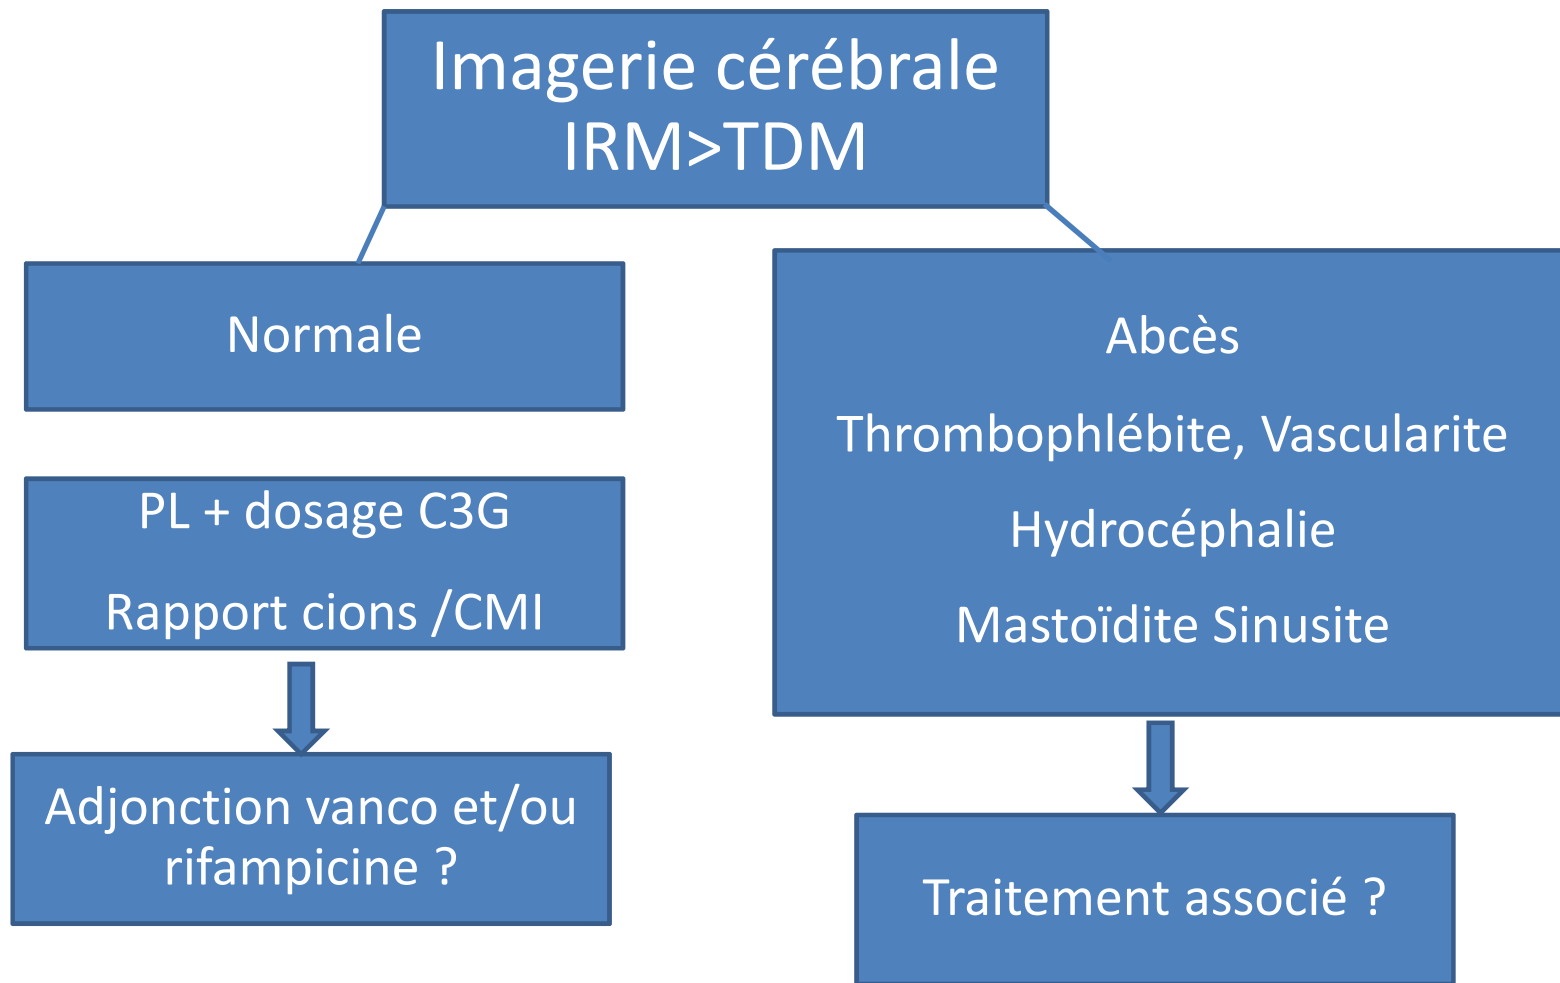 Imagerie cérébrale
IRM>TDM
Normale
PL + dosage C3G
Rapport cions /CMI
Adjonction vanco et/ou
rifampicine ?
Abcès
Thrombophlébite, Vascularite
Hydrocéphalie
Mastoïdite Sinusite
Traitement associé ?